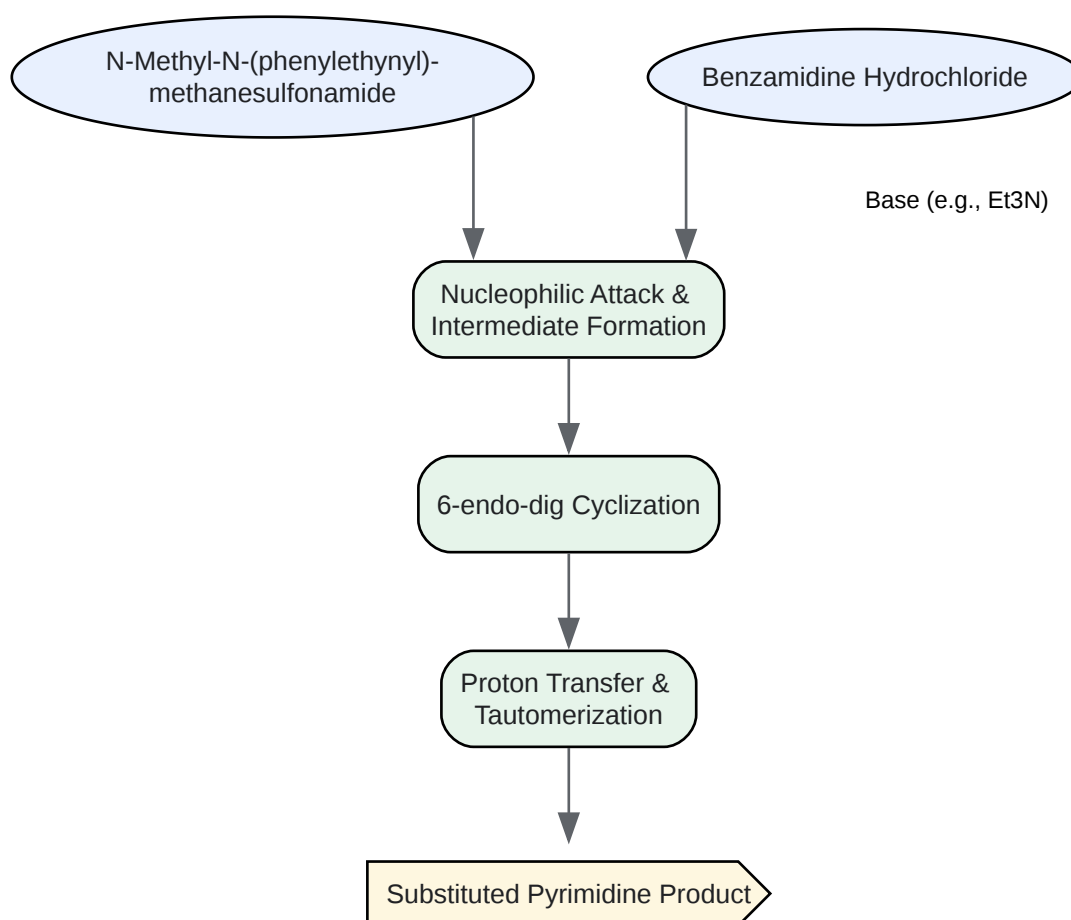 N-Methyl-N-(phenylethynyl)-
methanesulfonamide
Benzamidine Hydrochloride
Base (e.g., Et3N)
Nucleophilic Attack &
Intermediate Formation
6-endo-dig Cyclization
Proton Transfer &
Tautomerization
Substituted Pyrimidine Product